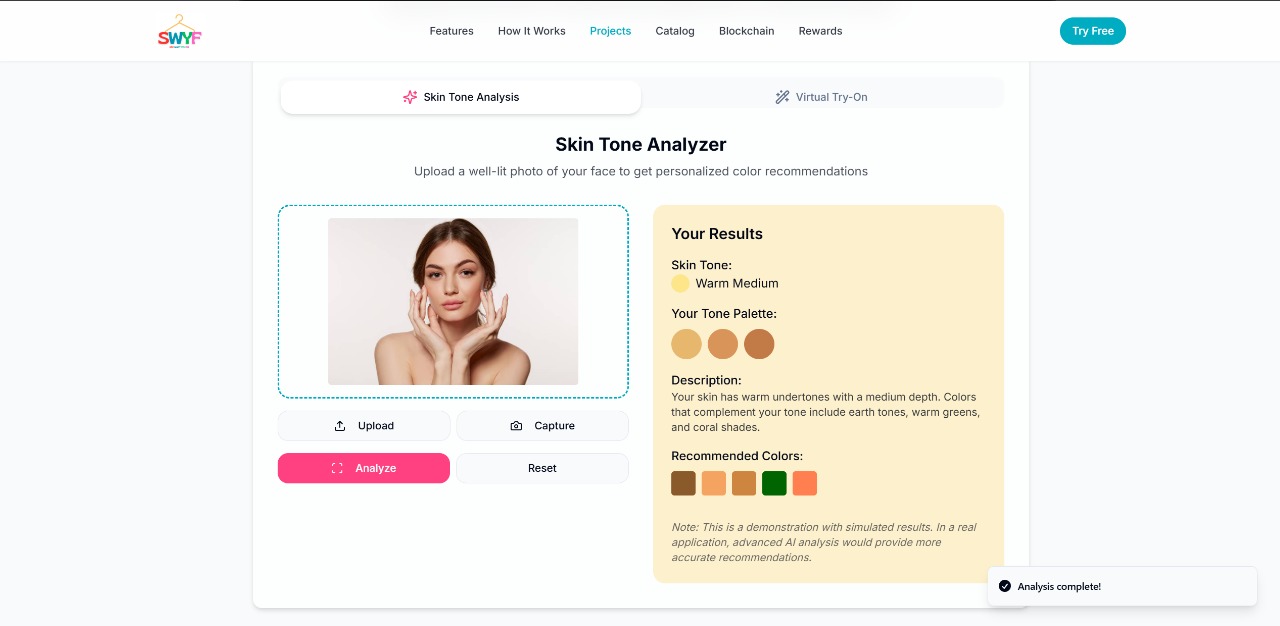 SWYF
Features
How It Works
Projects
Catalog
Blockchain
Rewards
Try Free
Skin Tone Analysis
Virtual Try-On
Skin Tone Analyzer
Upload a well-lit photo of your face to get personalized color recommendations
Upload
Capture
Analyze
Reset
Your Results
Skin Tone:
Warm Medium
Your Tone Palette:
Description:
Your skin has warm undertones with a medium depth. Colors
that complement your tone include earth tones, warm greens,
and coral shades.
Recommended Colors:
Note: This is a demonstration with simulated results. In a real
application, advanced AI analysis would provide more
accurate recommendations.
Analysis complete!